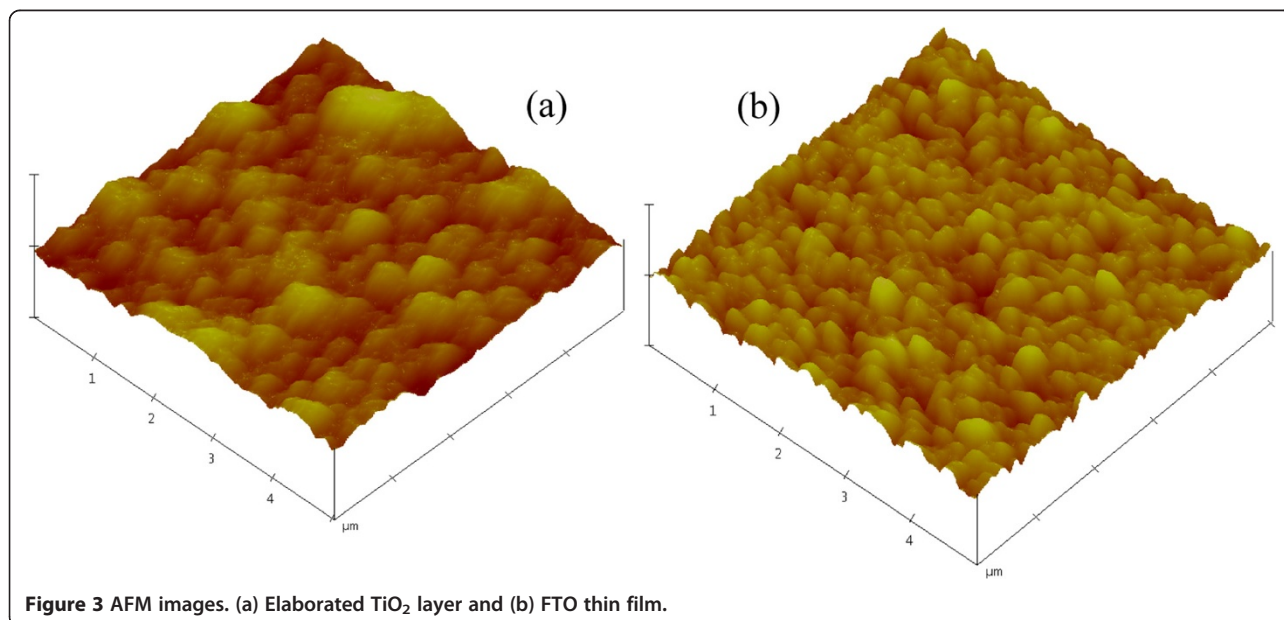 (a)
(b)
1
2
3
4
µm
1
2
3
4
µm
Figure 3 AFM images. (a) Elaborated TiO₂ layer and (b) FTO thin film.